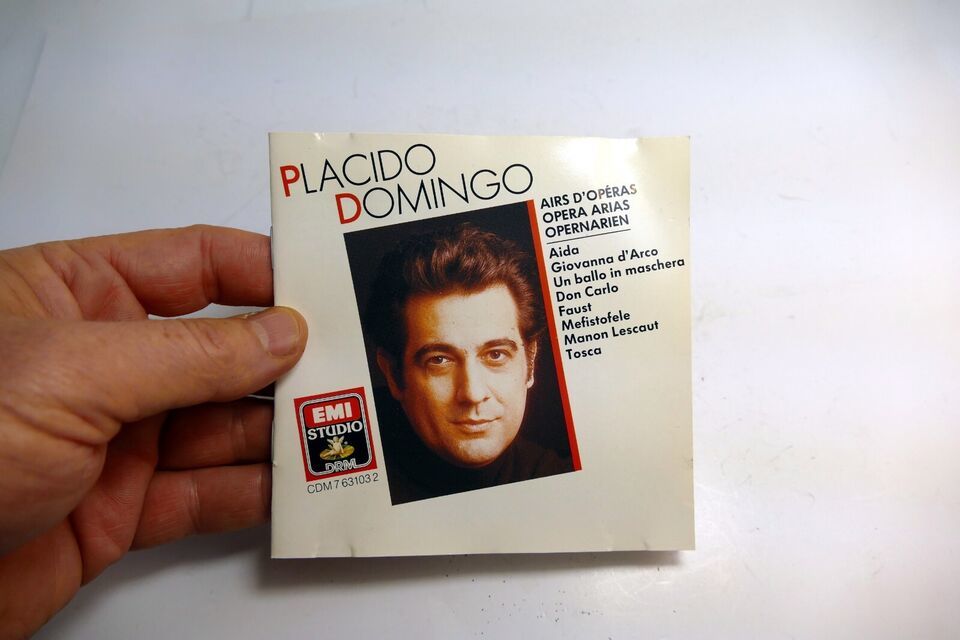 PLACIDO
DOMINGO
AIRS D'OPÉRAS
OPERA ARIAS
OPERNARIEN
Aida
Giovanna d'Arco
Un ballo in maschera
Don Carlo
Faust
Mefistofele
Manon Lescaut
Tosca
EMI
STUDIO
DRM
CDM 7 63103 2